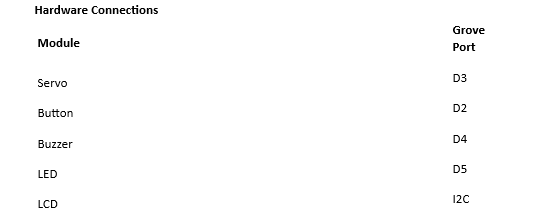 Hardware Connections
Module
Grove
Port
Servo D3
Button D2
Buzzer D4
LED D5
LCD I2C